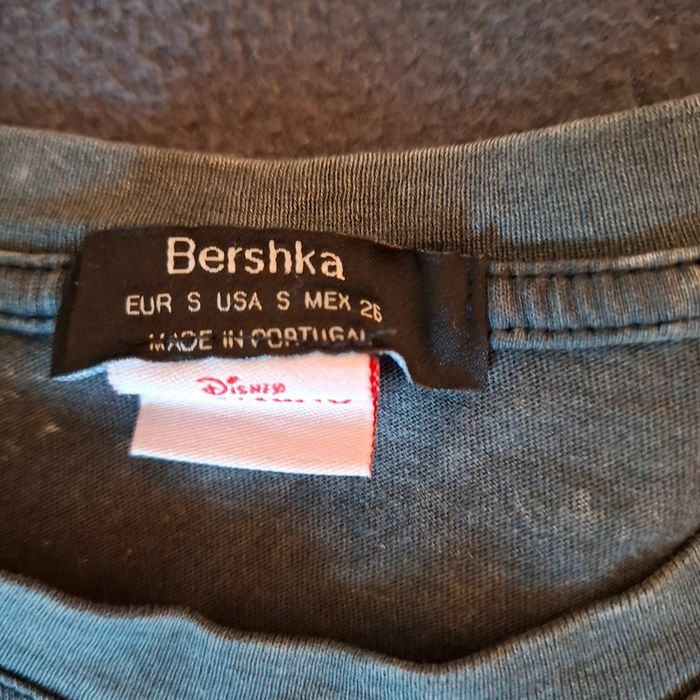 Bershka
EUR S USA S MEX 26
MADE IN PORTUGAL
Disney